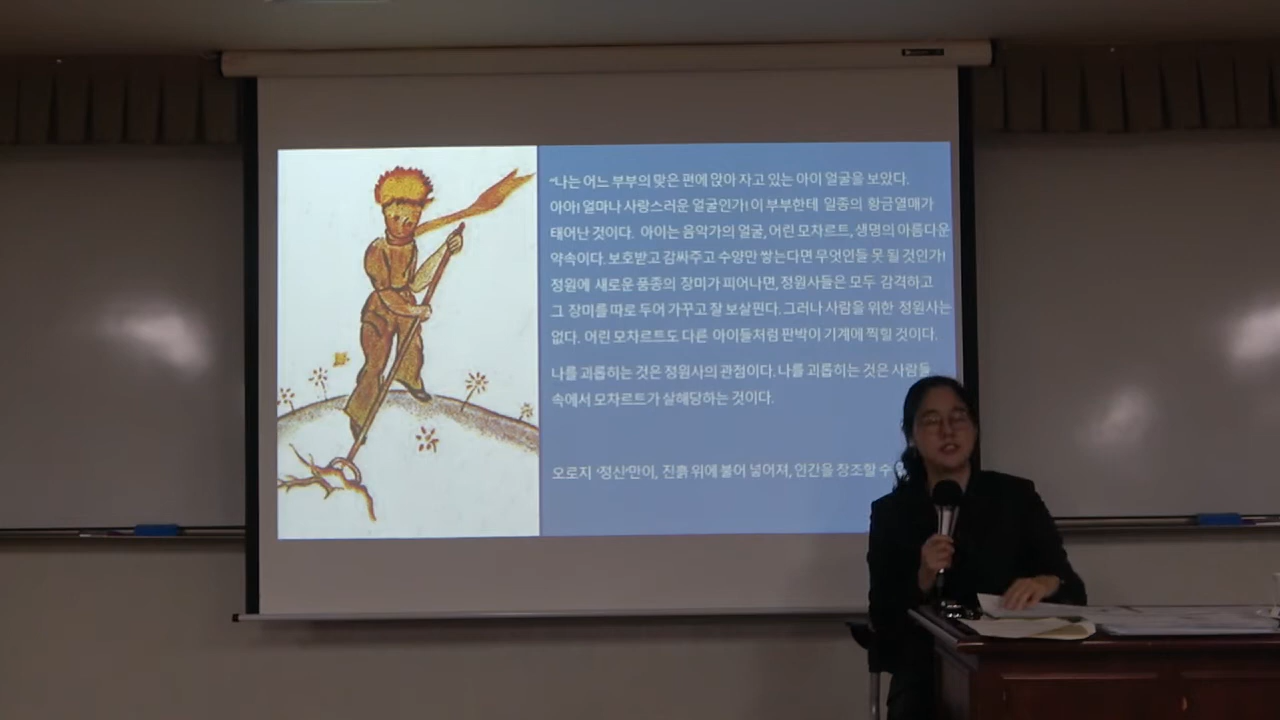 “나는 어느 부부의 맞은 편에 앉아 자고 있는 아이 얼굴을 보았다.
아아! 얼마나 사랑스러운 얼굴인가! 이 부부한테 일종의 황금열매가
태어난 것이다. 아이는 음악가의 얼굴, 어린 모차르트, 생명의 아름다운
약속이다. 보호받고 감싸주고 수양만 쌓는다면 무엇인들 못 될 것인가!
정원에 새로운 품종의 장미가 피어나면, 정원사들은 모두 감격하고
그 장미를 따로 두어 가꾸고 잘 보살핀다. 그러나 사람을 위한 정원사는
없다. 어린 모차르트도 다른 아이들처럼 판박이 기계에 찍힐 것이다.
나를 괴롭히는 것은 정원사의 관점이다. 나를 괴롭히는 것은 사람들
속에서 모차르트가 살해당하는 것이다.
오로지 ‘정신’만이, 진흙 위에 불어 넣어져, 인간을 창조할 수